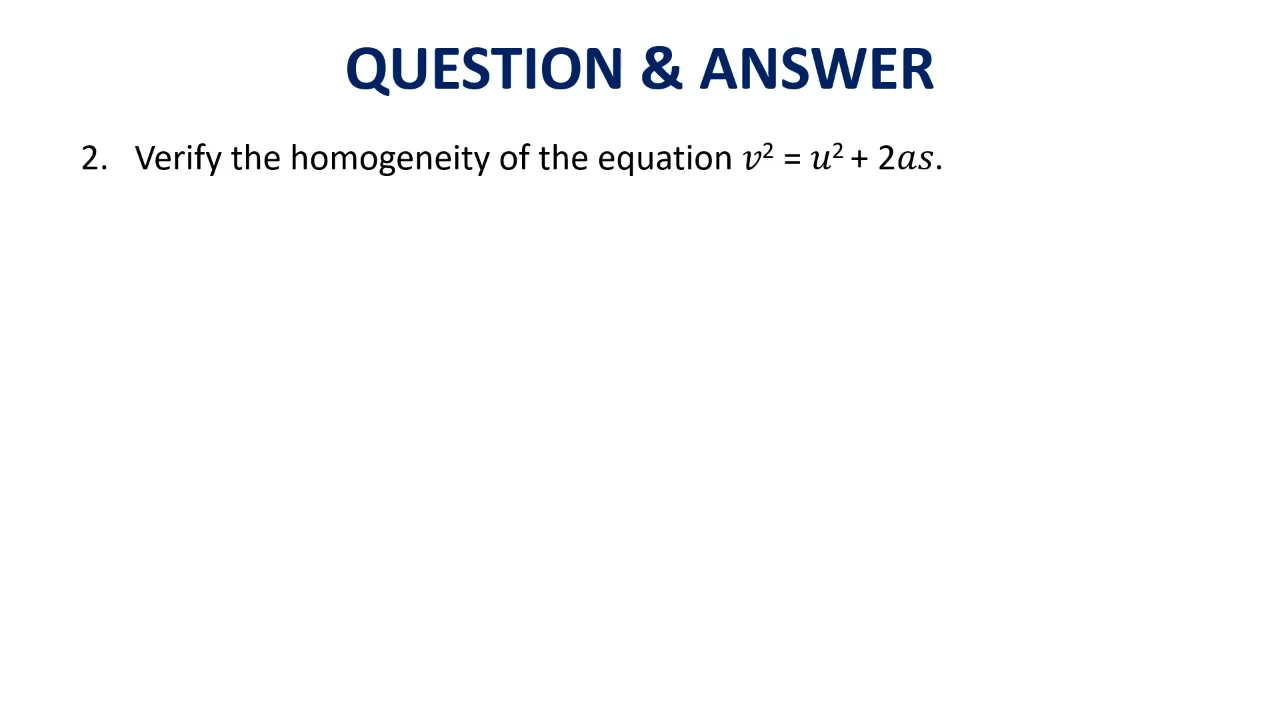 QUESTION & ANSWER
2. Verify the homogeneity of the equation 𝑣² = 𝑢² + 2𝑎𝑠.